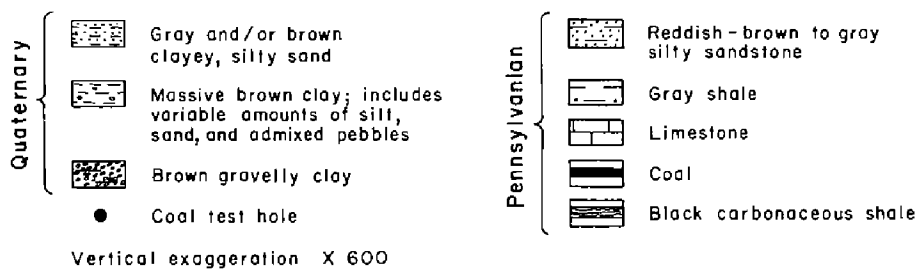 Quaternary
Gray and/or brown
clayey, silty sand
Massive brown clay; includes
variable amounts of silt,
sand, and admixed pebbles
Brown gravelly clay
Coal test hole
Vertical exaggeration X 600
Pennsylvanian
Reddish-brown to gray
silty sandstone
Gray shale
Limestone
Coal
Black carbonaceous shale